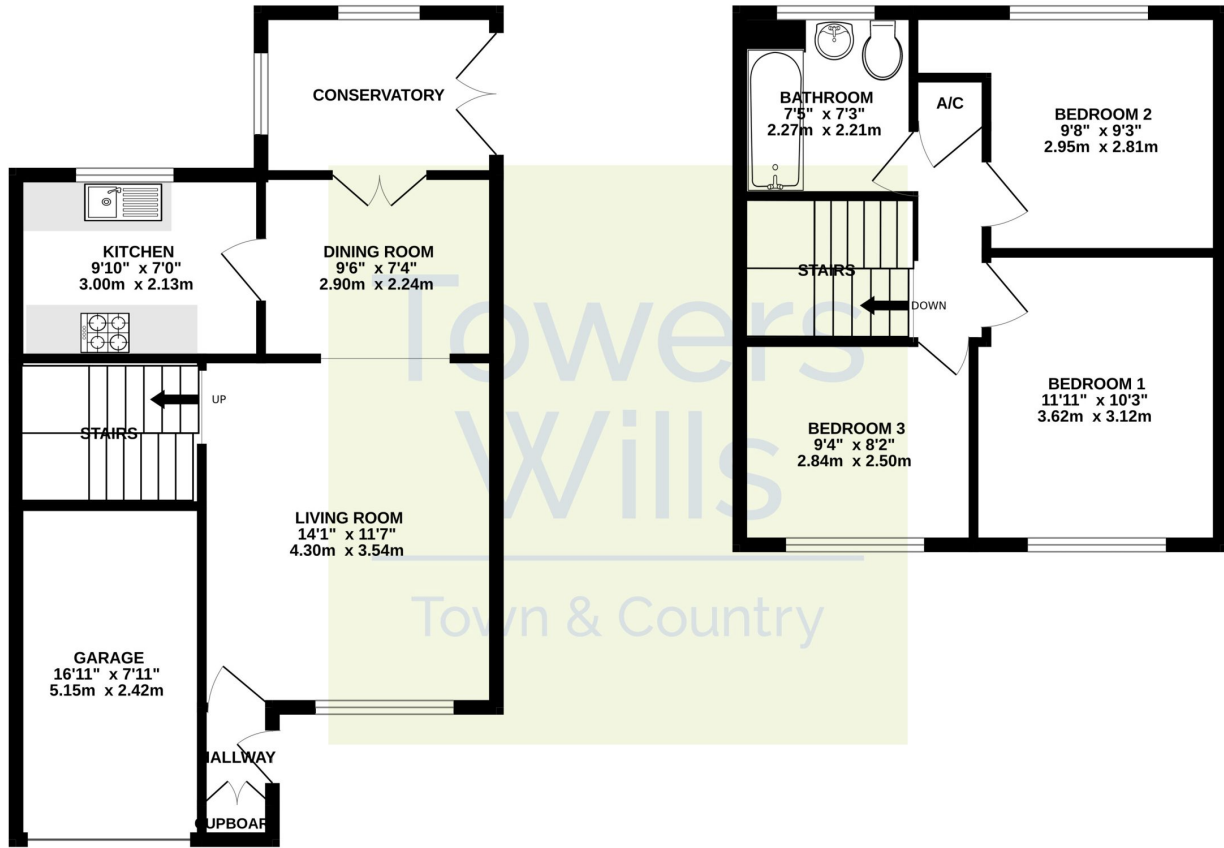 CONSERVATORY
KITCHEN
9'10" x 7'0"
3.00m x 2.13m
DINING ROOM
9'6" x 7'4"
2.90m x 2.24m
UP
STAIRS
LIVING ROOM
14'1" x 11'7"
4.30m x 3.54m
GARAGE
16'11" x 7'11"
5.15m x 2.42m
HALLWAY
CUPBOARD
BATHROOM
7'5" x 7'3"
2.27m x 2.21m
A/C
BEDROOM 2
9'8" x 9'3"
2.95m x 2.81m
STAIRS
DOWN
BEDROOM 1
11'11" x 10'3"
3.62m x 3.12m
BEDROOM 3
9'4" x 8'2"
2.84m x 2.50m
Towers
Wills
Town & Country